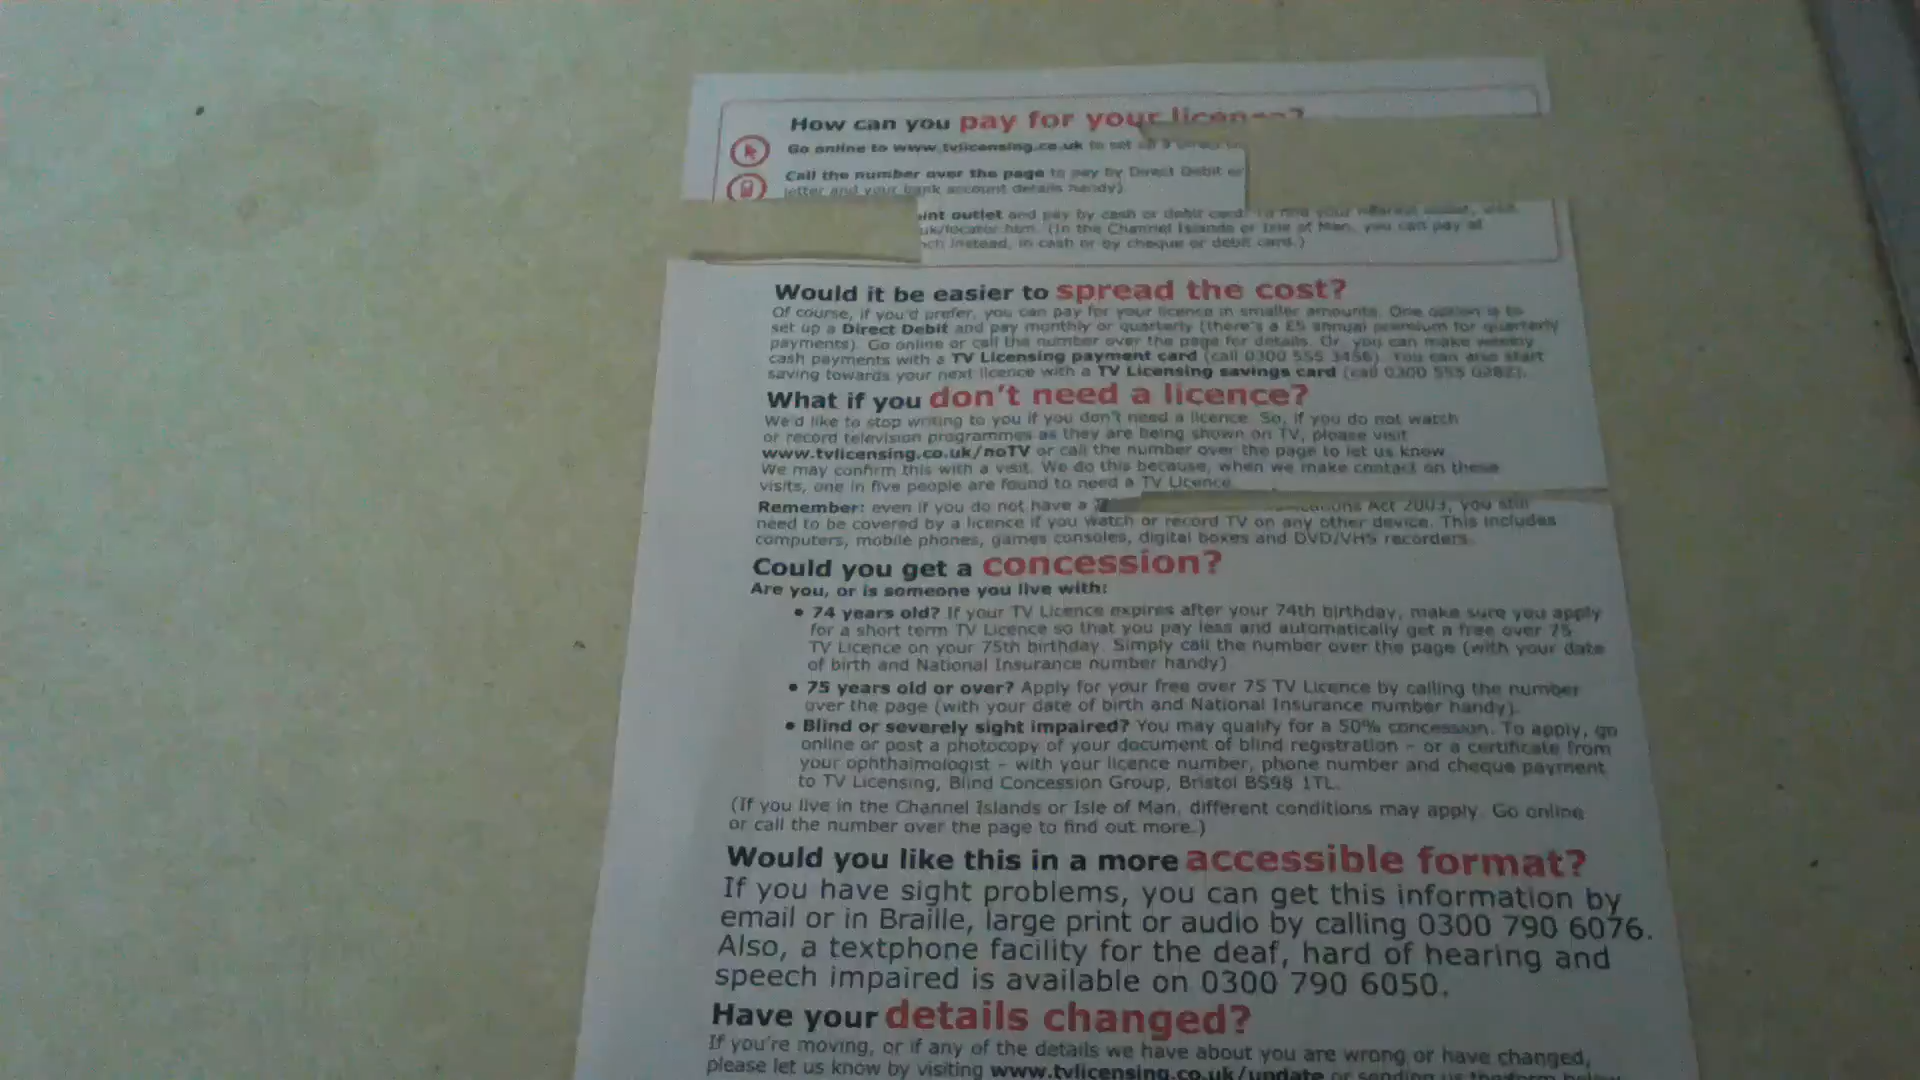 How can you pay for your licence?
Go online to www.tvlicensing.co.uk to set up a Direct
Call the number over the page to pay by Direct Debit or
letter and your bank account details handy)
int outlet and pay by cash or debit card. To find your nearest outlet, visit
uk/locator.htm. (In the Channel Islands or Isle of Man, you can pay at
ch instead, in cash or by cheque or debit card.)
Would it be easier to spread the cost?
Of course, if you'd prefer, you can pay for your licence in smaller amounts. One option is to
set up a Direct Debit and pay monthly or quarterly (there's a £5 annual premium for quarterly
payments). Go online or call the number over the page for details. Or, you can make weekly
cash payments with a TV Licensing payment card (call 0300 555 3456). You can also start
saving towards your next licence with a TV Licensing savings card (call 0300 555
What if you don't need a licence?
We'd like to stop writing to you if you don't need a licence. So, if you do not watch
or record television programmes as they are being shown on TV, please visit
www.tvlicensing.co.uk/noTV or call the number over the page to let us know.
We may confirm this with a visit. We do this because, when we make contact on these
visits, one in five people are found to need a TV Licence.
Remember: even if you do not have a Act 2003, you still
need to be covered by a licence if you watch or record TV on any other device. This includes
computers, mobile phones, games consoles, digital boxes and DVD/VHS recorders.
Could you get a concession?
Are you, or is someone you live with:
• 74 years old? If your TV Licence expires after your 74th birthday, make sure you apply
for a short term TV Licence so that you pay less and automatically get a free over 75
TV Licence on your 75th birthday. Simply call the number over the page (with your date
of birth and National Insurance number handy)
• 75 years old or over? Apply for your free over 75 TV Licence by calling the number
over the page (with your date of birth and National Insurance number handy).
• Blind or severely sight impaired? You may qualify for a 50% concession. To apply, go
online or post a photocopy of your document of blind registration – or a certificate from
your ophthalmologist – with your licence number, phone number and cheque payment
to TV Licensing, Blind Concession Group, Bristol BS98 1TL.
(If you live in the Channel Islands or Isle of Man, different conditions may apply. Go online
or call the number over the page to find out more.)
Would you like this in a more accessible format?
If you have sight problems, you can get this information by
email or in Braille, large print or audio by calling 0300 790 6076.
Also, a textphone facility for the deaf, hard of hearing and
speech impaired is available on 0300 790 6050.
Have your details changed?
If you're moving, or if any of the details we have about you are wrong or have changed,
please let us know by visiting www.tvlicensing.co.uk/update or sending us the form below